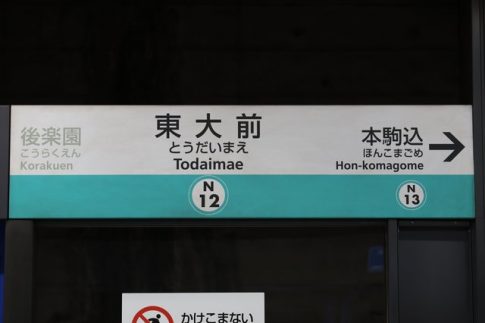 後楽園
こうらくえん
Korakuen
東大前
とうだいまえ
Todaimae
N
12
本駒込
ほんこまごめ
Hon-komagome
→
N
13
かけこまない